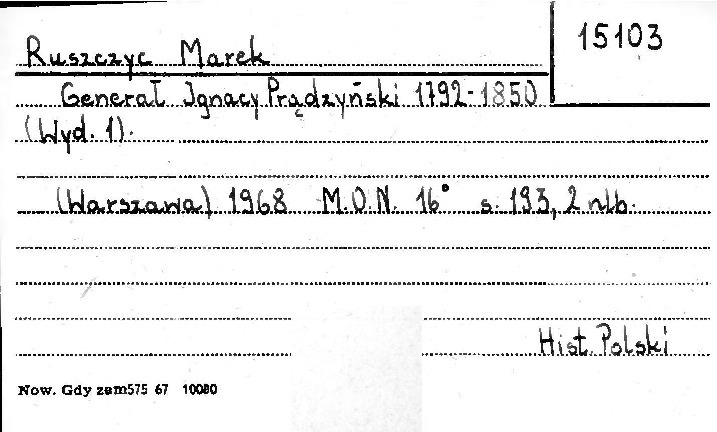 15103
Ruszczyc Marek
Generał Ignacy Prądzyński 1792-1850
(Wyd. 1).
(Warszawa) 1968 M.O.N. 16° s. 193, 2 nlb.
Hist. Polski
Now. Gdy zam575 67 10000